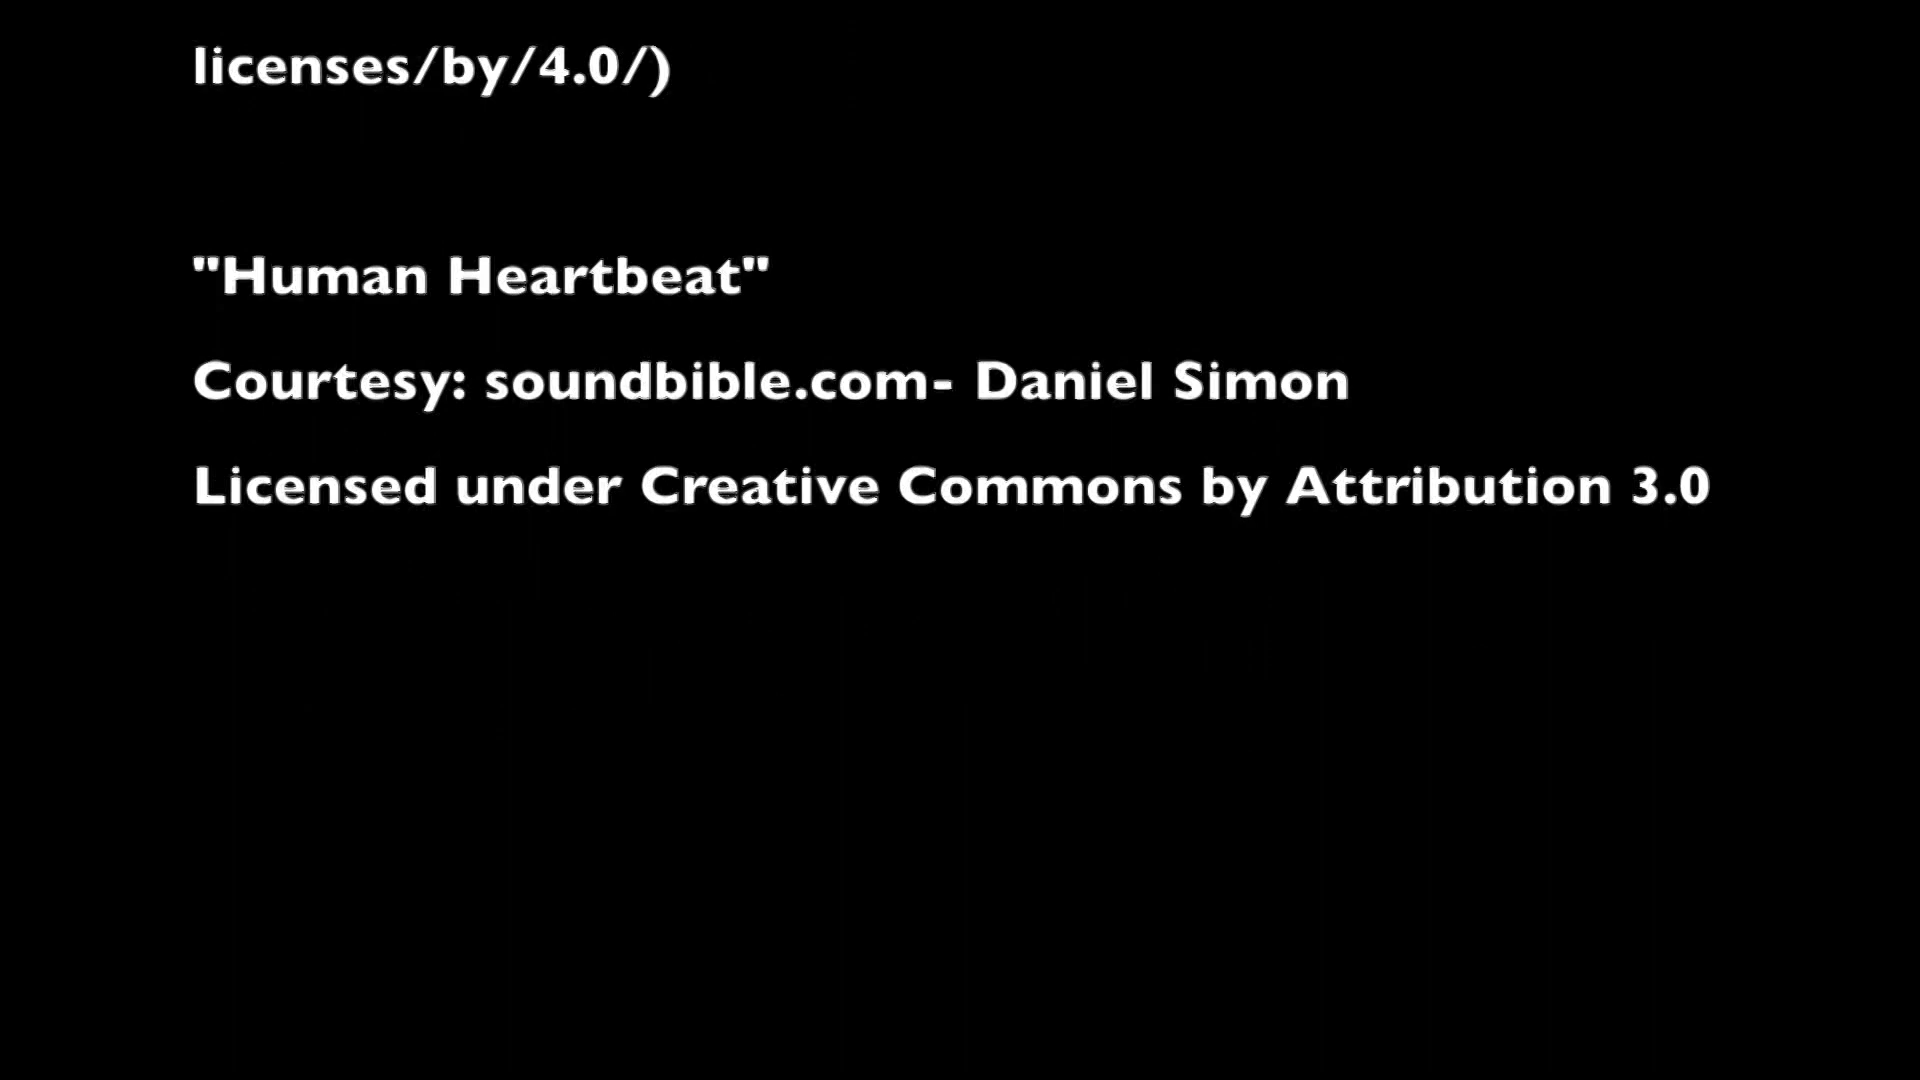 licenses/by/4.0/)
"Human Heartbeat"
Courtesy: soundbible.com- Daniel Simon
Licensed under Creative Commons by Attribution 3.0